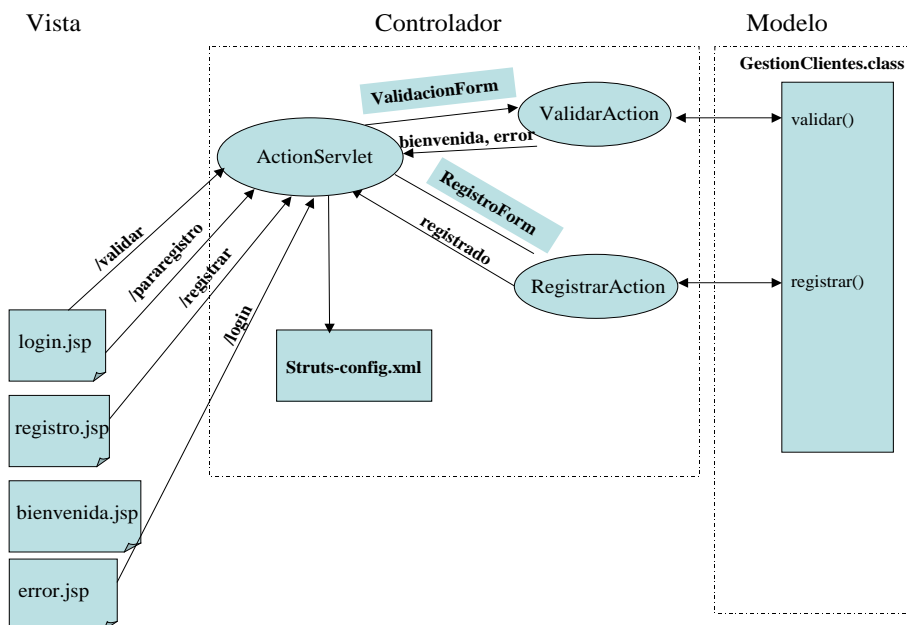 Vista
Controlador
Modelo
GestionClientes.class
ValidacionForm
ValidarAction
validar()
bienvenida, error
ActionServlet
RegistroForm
registrado
/validar
/pararegistro
/registrar
/login
RegistrarAction
registrar()
login.jsp
Struts-config.xml
registro.jsp
bienvenida.jsp
error.jsp